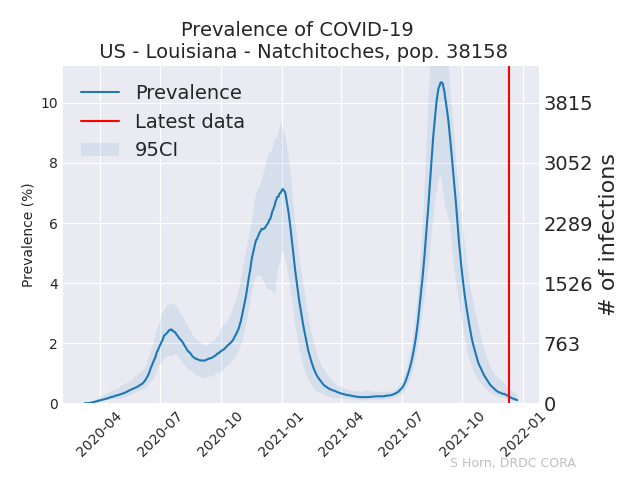 Prevalence of COVID-19
US - Louisiana - Natchitoches, pop. 38158
Prevalence
Latest data
95CI
Prevalence (%)
10
8
6
4
2
0
3815
3052
2289
1526
763
0
# of infections
2020-04
2020-07
2020-10
2021-01
2021-04
2021-07
2021-10
2022-01
S Horn, DRDC CORA